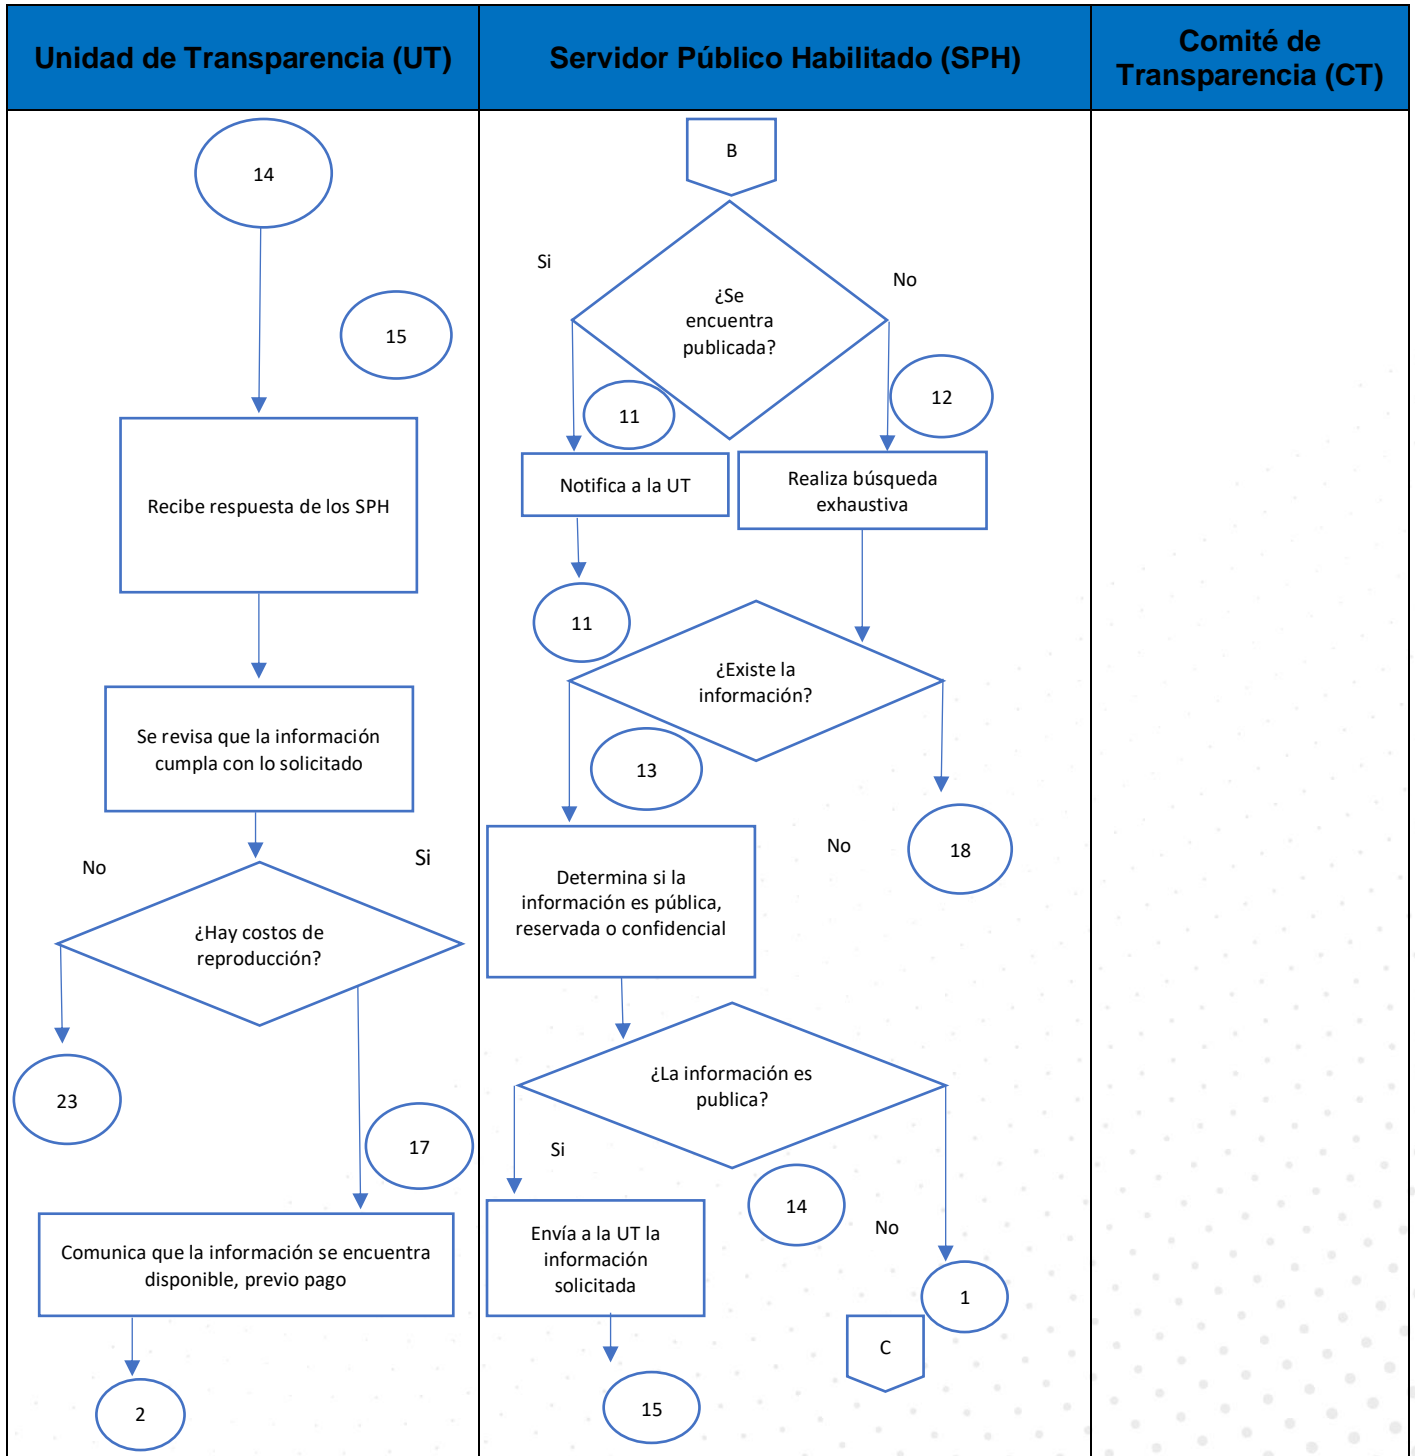 Unidad de Transparencia (UT)
Servidor Público Habilitado (SPH)
Comité de
Transparencia (CT)
14
15
Recibe respuesta de los SPH
Se revisa que la información
cumpla con lo solicitado
No
Si
¿Hay costos de
reproducción?
23
17
Comunica que la información se encuentra
disponible, previo pago
2
B
Si
No
¿Se
encuentra
publicada?
11
12
Notifica a la UT
Realiza búsqueda
exhaustiva
11
¿Existe la
información?
13
No
18
Determina si la
información es pública,
reservada o confidencial
¿La información es
publica?
Si
14
No
Envía a la UT la
información
solicitada
1
C
15